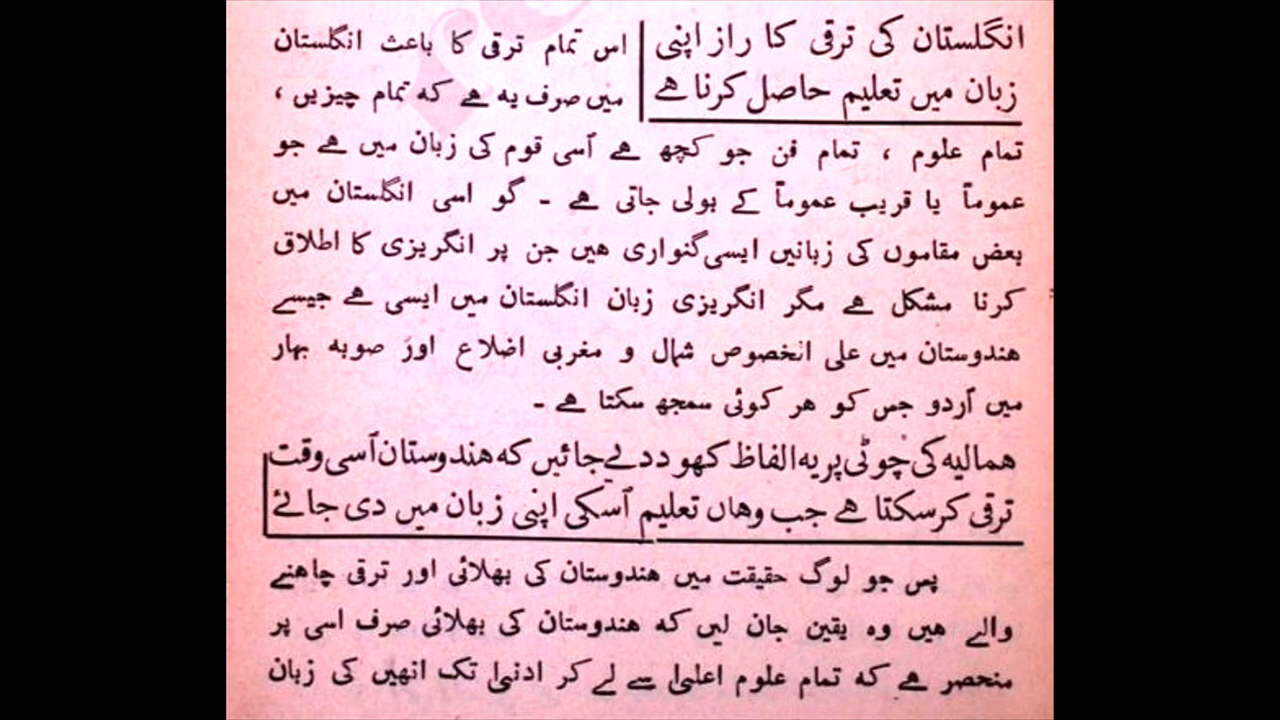 انگلستان کی ترقی کا راز اپنی
زبان میں تعلیم حاصل کرنا ہے
اس تمام ترقی کا باعث انگلستان
میں صرف یہ ہے کہ تمام چیزیں ،
تمام علوم ، تمام فن جو کچھ ہے اُسی قوم کی زبان میں ہے جو
عموماً یا قریب عموماً کے بولی جاتی ہے ۔ گو اسی انگلستان میں
بعض مقاموں کی زبانیں ایسی گنواری ہیں جن پر انگریزی کا اطلاق
کرنا مشکل ہے مگر انگریزی زبان انگلستان میں ایسی ہے جیسے
ہندوستان میں علی الخصوص شمال و مغربی اضلاع اور صوبہ بہار
میں اُردو جس کو ہر کوئی سمجھ سکتا ہے ۔
ہمالیہ کی چوٹی پر یہ الفاظ کھود دیے جائیں کہ ہندوستان اُسی وقت
ترقی کر سکتا ہے جب وہاں تعلیم اُسکی اپنی زبان میں دی جائے
پس جو لوگ حقیقت میں ہندوستان کی بھلائی اور ترقی چاہنے
والے ہیں وہ یقین جان لیں کہ ہندوستان کی بھلائی صرف اسی پر
منحصر ہے کہ تمام علوم اعلیٰ سے لے کر ادنیٰ تک انھیں کی زبان